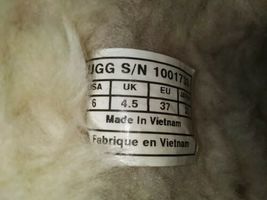 UGG S/N 10017
USA UK EU
6 4.5 37
Made In Vietnam
Fabrique en Vietnam